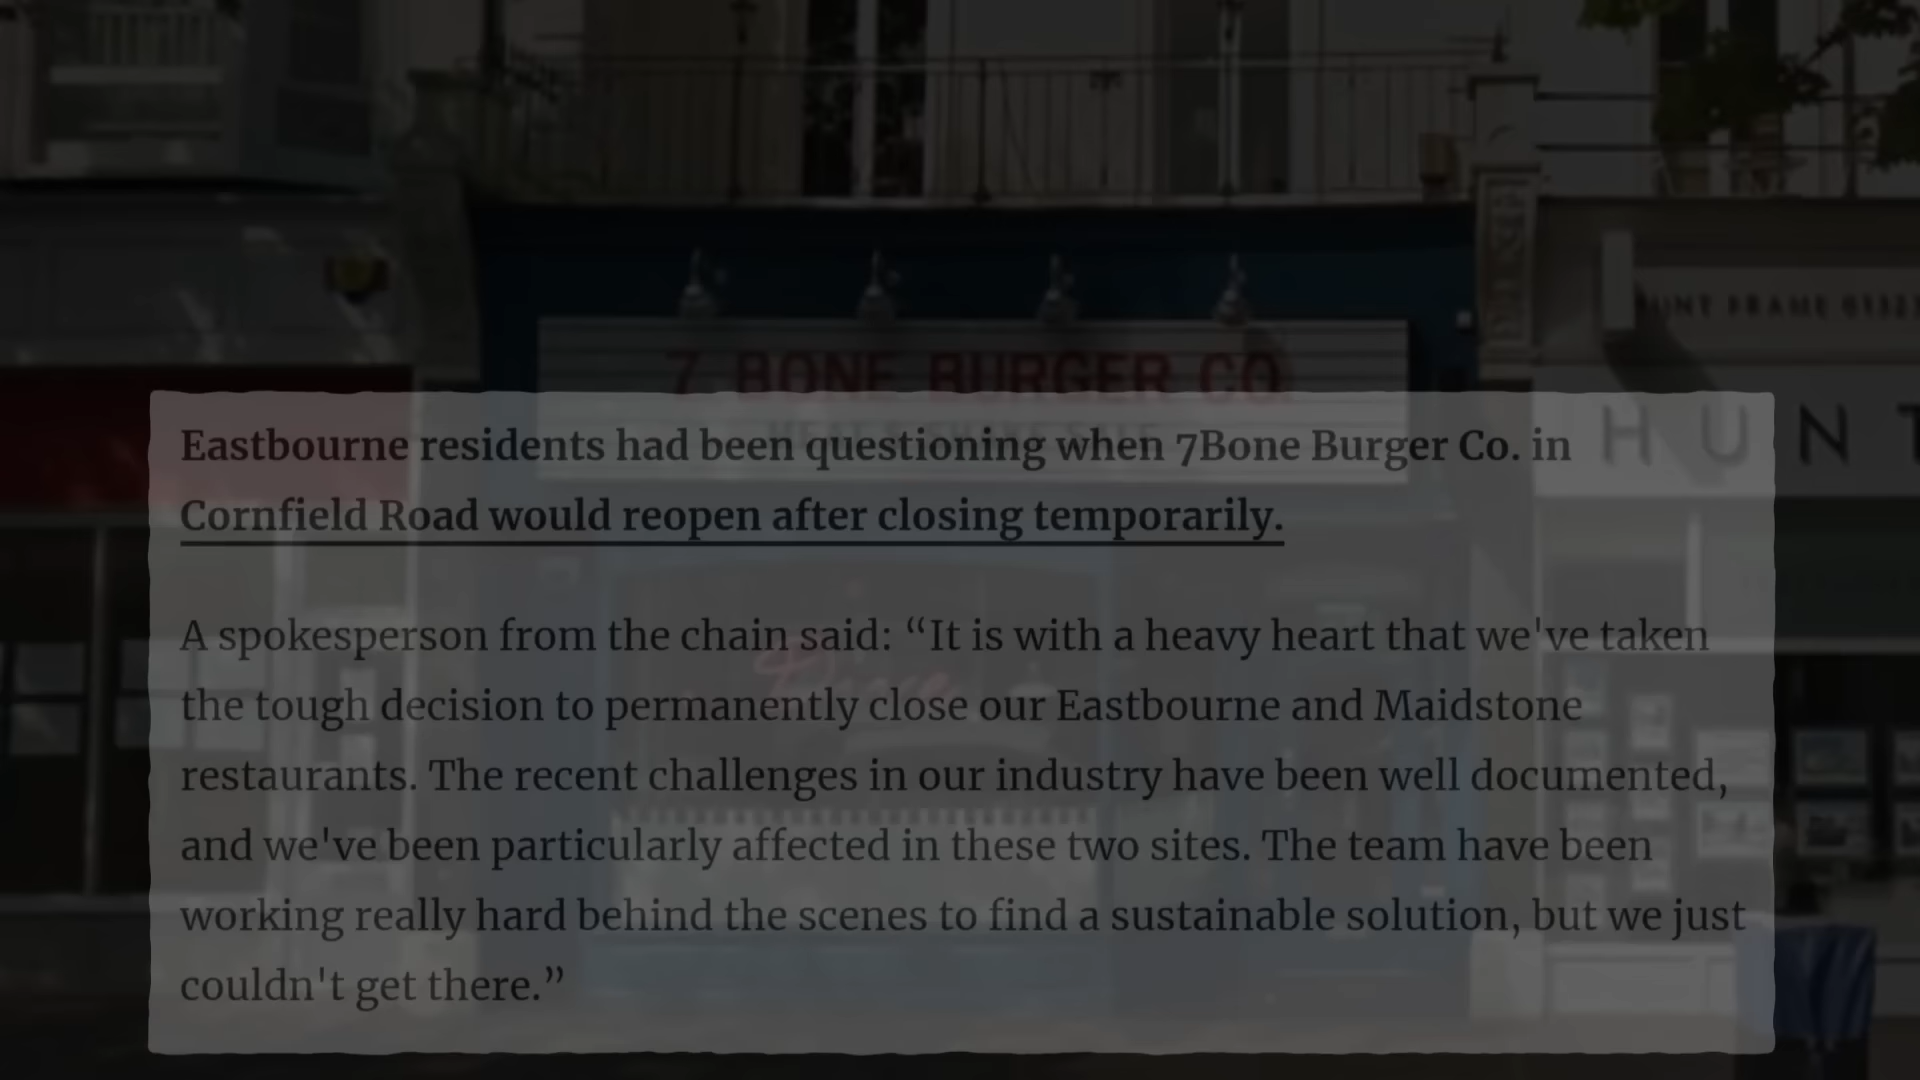 UNT FRAME 01323
7 BONE BURGER CO.
HUNT
Eastbourne residents had been questioning when 7Bone Burger Co. in
Cornfield Road would reopen after closing temporarily.
A spokesperson from the chain said: “It is with a heavy heart that we've taken
the tough decision to permanently close our Eastbourne and Maidstone
restaurants. The recent challenges in our industry have been well documented,
and we've been particularly affected in these two sites. The team have been
working really hard behind the scenes to find a sustainable solution, but we just
couldn't get there.”